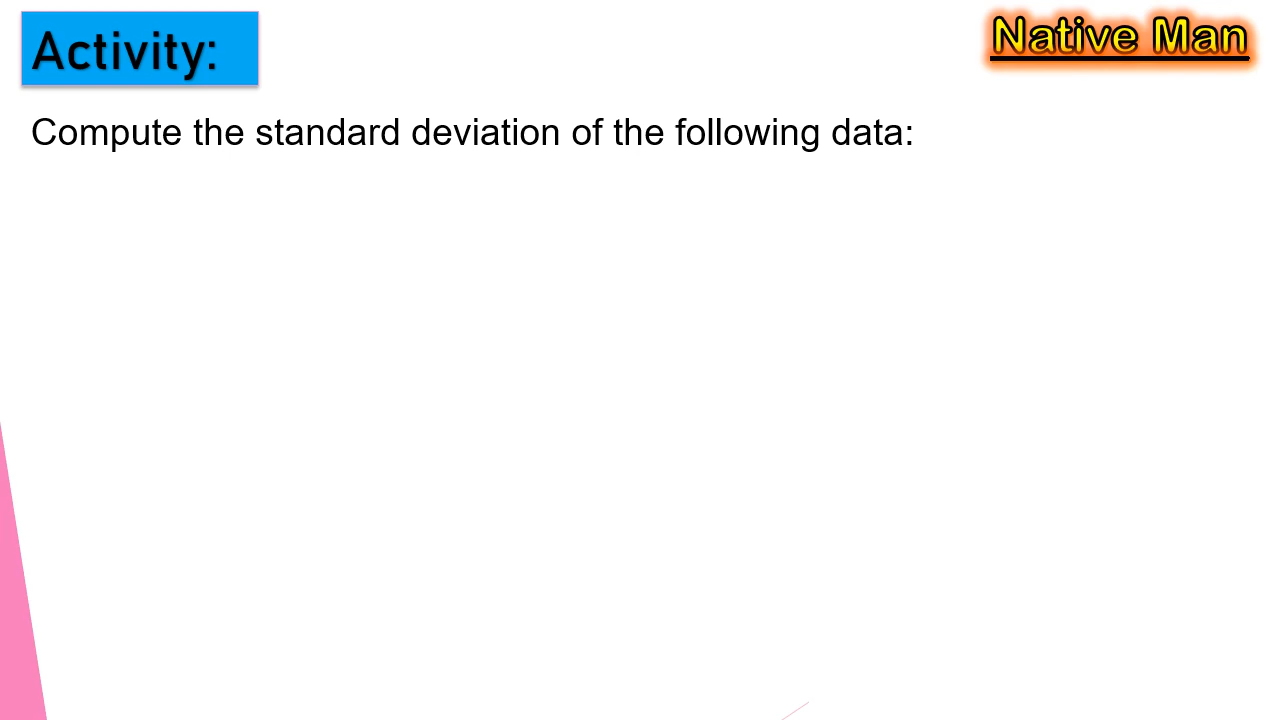 Activity:
Native Man
Compute the standard deviation of the following data: